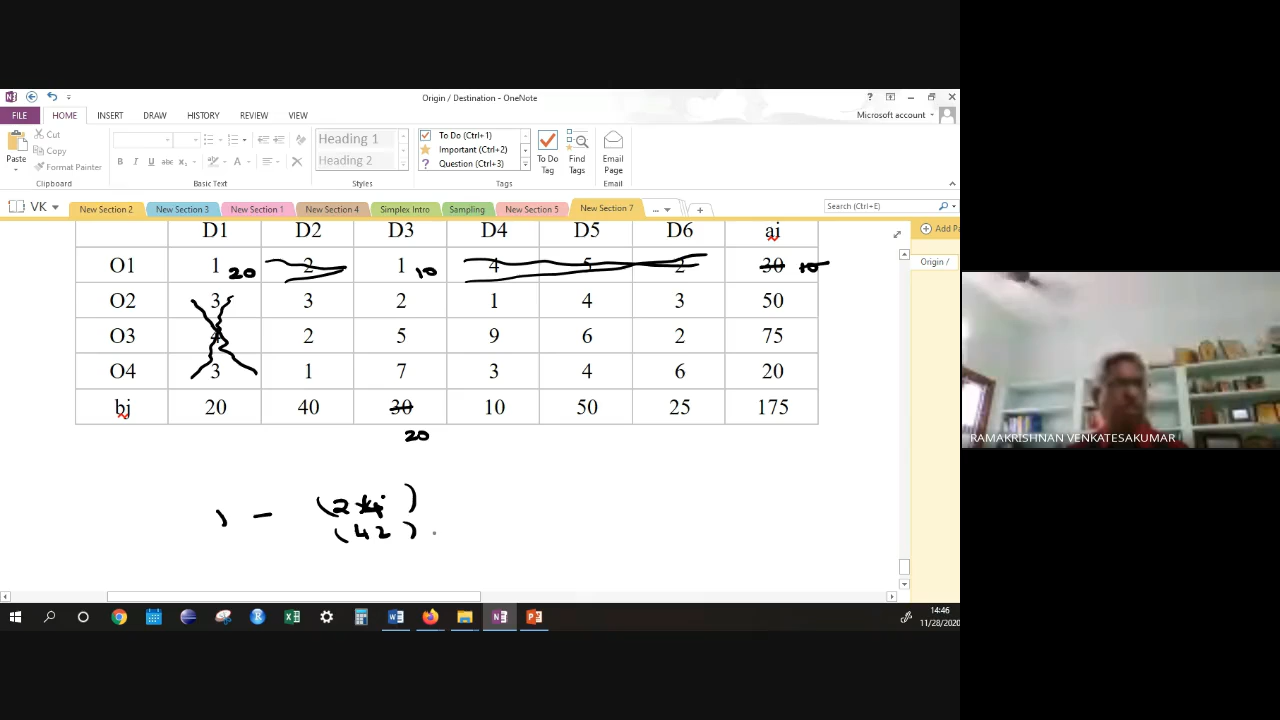 Origin / Destination - OneNote
FILE HOME INSERT DRAW HISTORY REVIEW VIEW Microsoft account
Paste Cut Copy Format Painter
Clipboard
B I U abc x₂ A
Basic Text
Heading 1
Heading 2
Styles
To Do (Ctrl+1)
Important (Ctrl+2)
Question (Ctrl+3)
To Do Tag
Find Tags
Tags
Email Page
Email
VK New Section 2 New Section 3 New Section 1 New Section 4 Simplex Intro Sampling New Section 5 New Section 7 ... Search (Ctrl+E)
Add Pa
Origin /
D1 D2 D3 D4 D5 D6 ai
O1 1 20 2 1 10 4 5 2 30 10
O2 3 3 2 1 4 3 50
O3 4 2 5 9 6 2 75
O4 3 1 7 3 4 6 20
bj 20 40 30 10 50 25 175
20
(42)
RAMAKRISHNAN VENKATESAKUMAR
14:46
11/28/2020